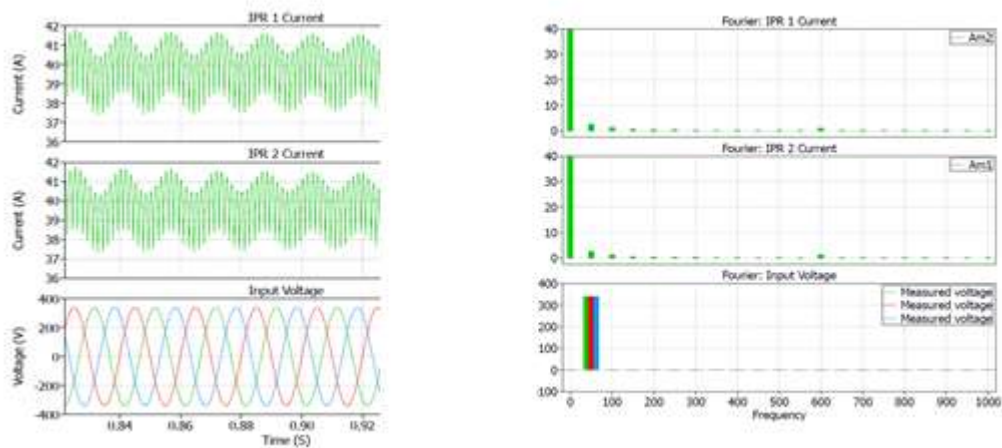 IPR 1 Current
42
41
40
39
38
37
36
Current (A)
IPR 2 Current
42
41
40
39
38
37
36
Current (A)
Input Voltage
400
200
0
-200
-400
Voltage (V)
0.84 0.86 0.88 0.90 0.92
Time (S)
Fourier: IPR 1 Current
40
30
20
10
0
Am2
Fourier: IPR 2 Current
40
30
20
10
0
Am1
Fourier: Input Voltage
400
300
200
100
0
-100
Measured voltage
Measured voltage
Measured voltage
0 100 200 300 400 500 600 700 800 900 1000
Frequency